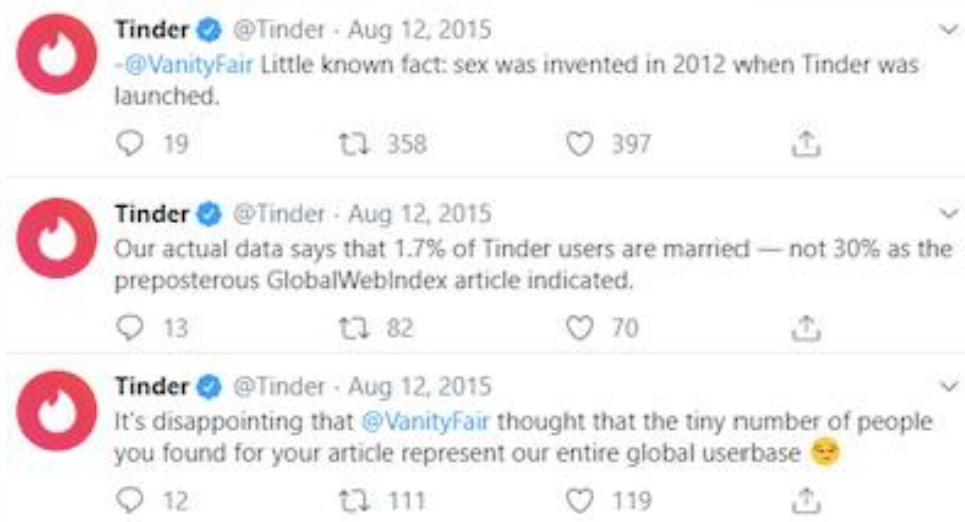 Tinder @Tinder · Aug 12, 2015
-@VanityFair Little known fact: sex was invented in 2012 when Tinder was
launched.
19 358 397
Tinder @Tinder · Aug 12, 2015
Our actual data says that 1.7% of Tinder users are married — not 30% as the
preposterous GlobalWebIndex article indicated.
13 82 70
Tinder @Tinder · Aug 12, 2015
It's disappointing that @VanityFair thought that the tiny number of people
you found for your article represent our entire global userbase 😏
12 111 119